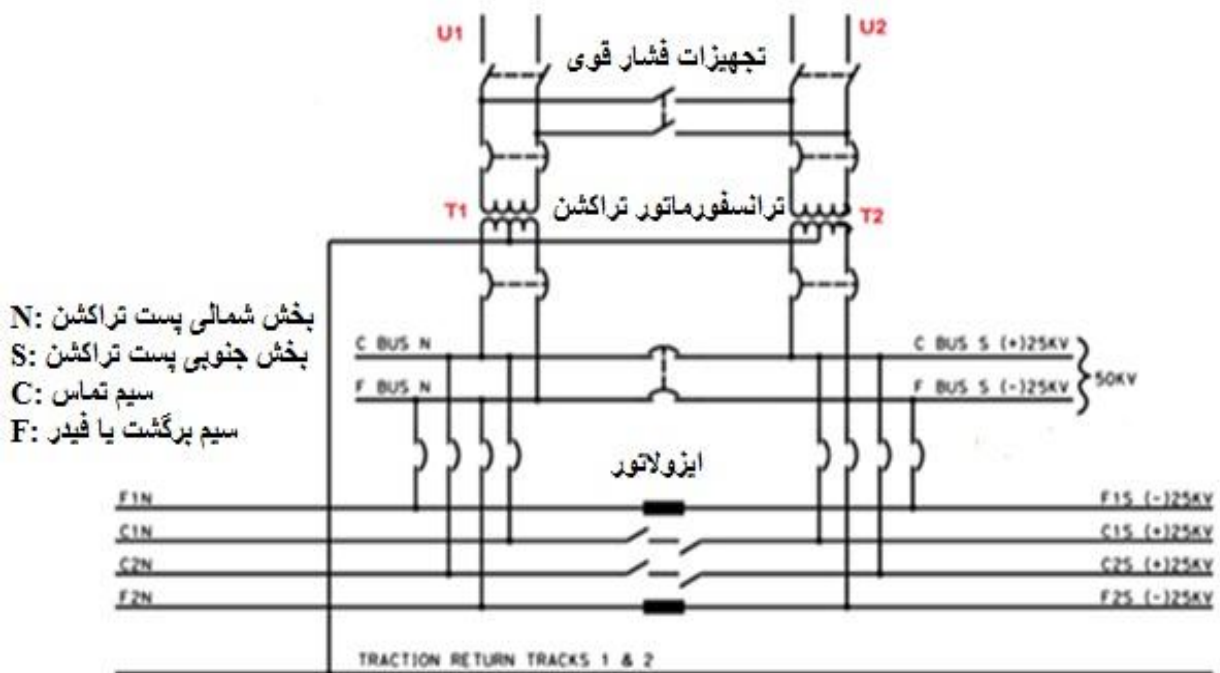 U1
U2
تجهیزات فشار قوی
T1
ترانسفورماتور تراکشن
T2
N: بخش شمالی پست تراکشن
S: بخش جنوبی پست تراکشن
C: سیم تماس
F: سیم برگشت یا فیدر
C BUS N
C BUS S (+)25KV
F BUS N
F BUS S (-)25KV
50KV
ایزولاتور
F1N
F1S (-)25KV
C1N
C1S (+)25KV
C2N
C2S (+)25KV
F2N
F2S (-)25KV
TRACTION RETURN TRACKS 1 & 2